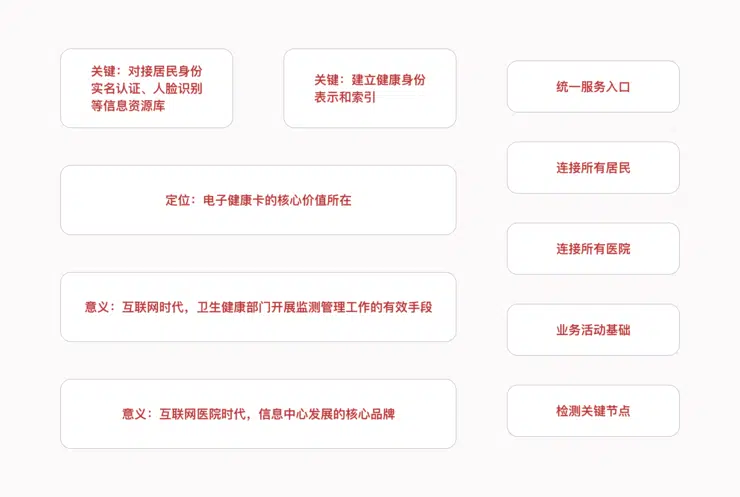 关键：对接居民身份
实名认证、人脸识别
等信息资源库
关键：建立健康身份
表示和索引
定位：电子健康卡的核心价值所在
意义：互联网时代，卫生健康部门开展监测管理工作的有效手段
意义：互联网医院时代，信息中心发展的核心品牌
统一服务入口
连接所有居民
连接所有医院
业务活动基础
检测关键节点